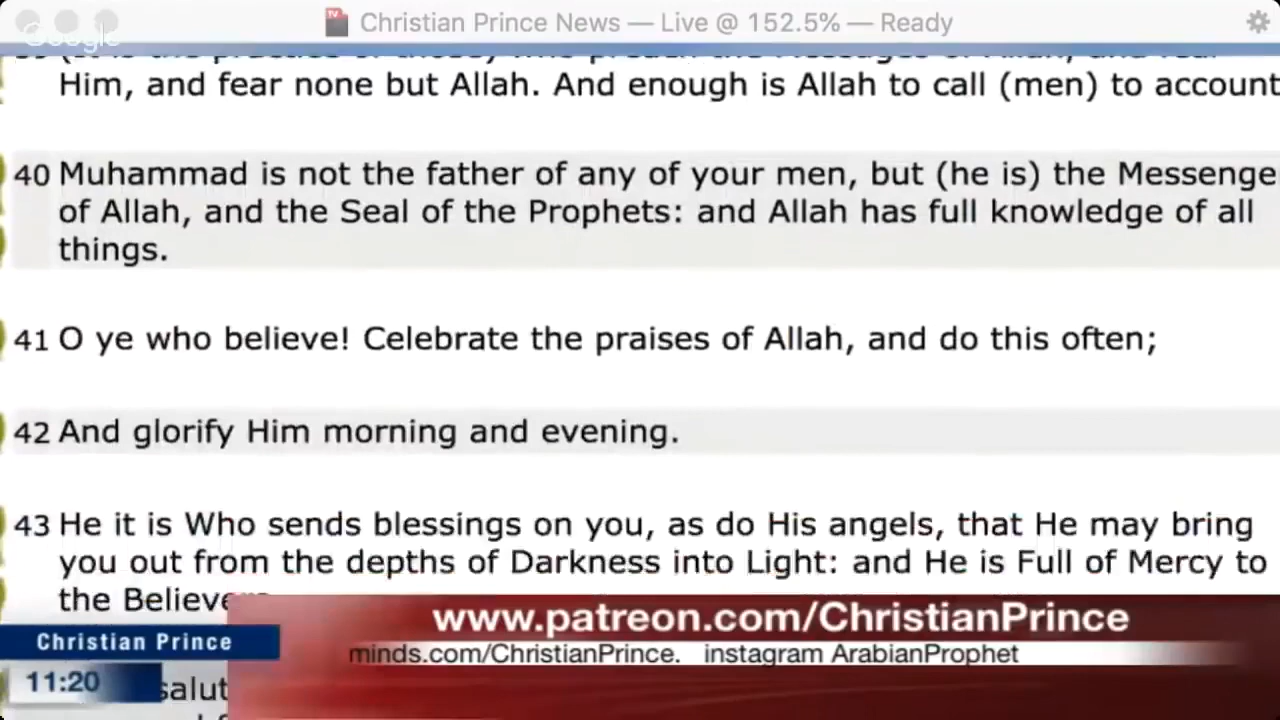 Christian Prince News — Live @ 152.5% — Ready
Google
Him, and fear none but Allah. And enough is Allah to call (men) to account
40 Muhammad is not the father of any of your men, but (he is) the Messenge
of Allah, and the Seal of the Prophets: and Allah has full knowledge of all
things.
41 O ye who believe! Celebrate the praises of Allah, and do this often;
42 And glorify Him morning and evening.
43 He it is Who sends blessings on you, as do His angels, that He may bring
you out from the depths of Darkness into Light: and He is Full of Mercy to
the Believe
www.patreon.com/ChristianPrince
Christian Prince
minds.com/ChristianPrince. instagram ArabianProphet
11:20
salut